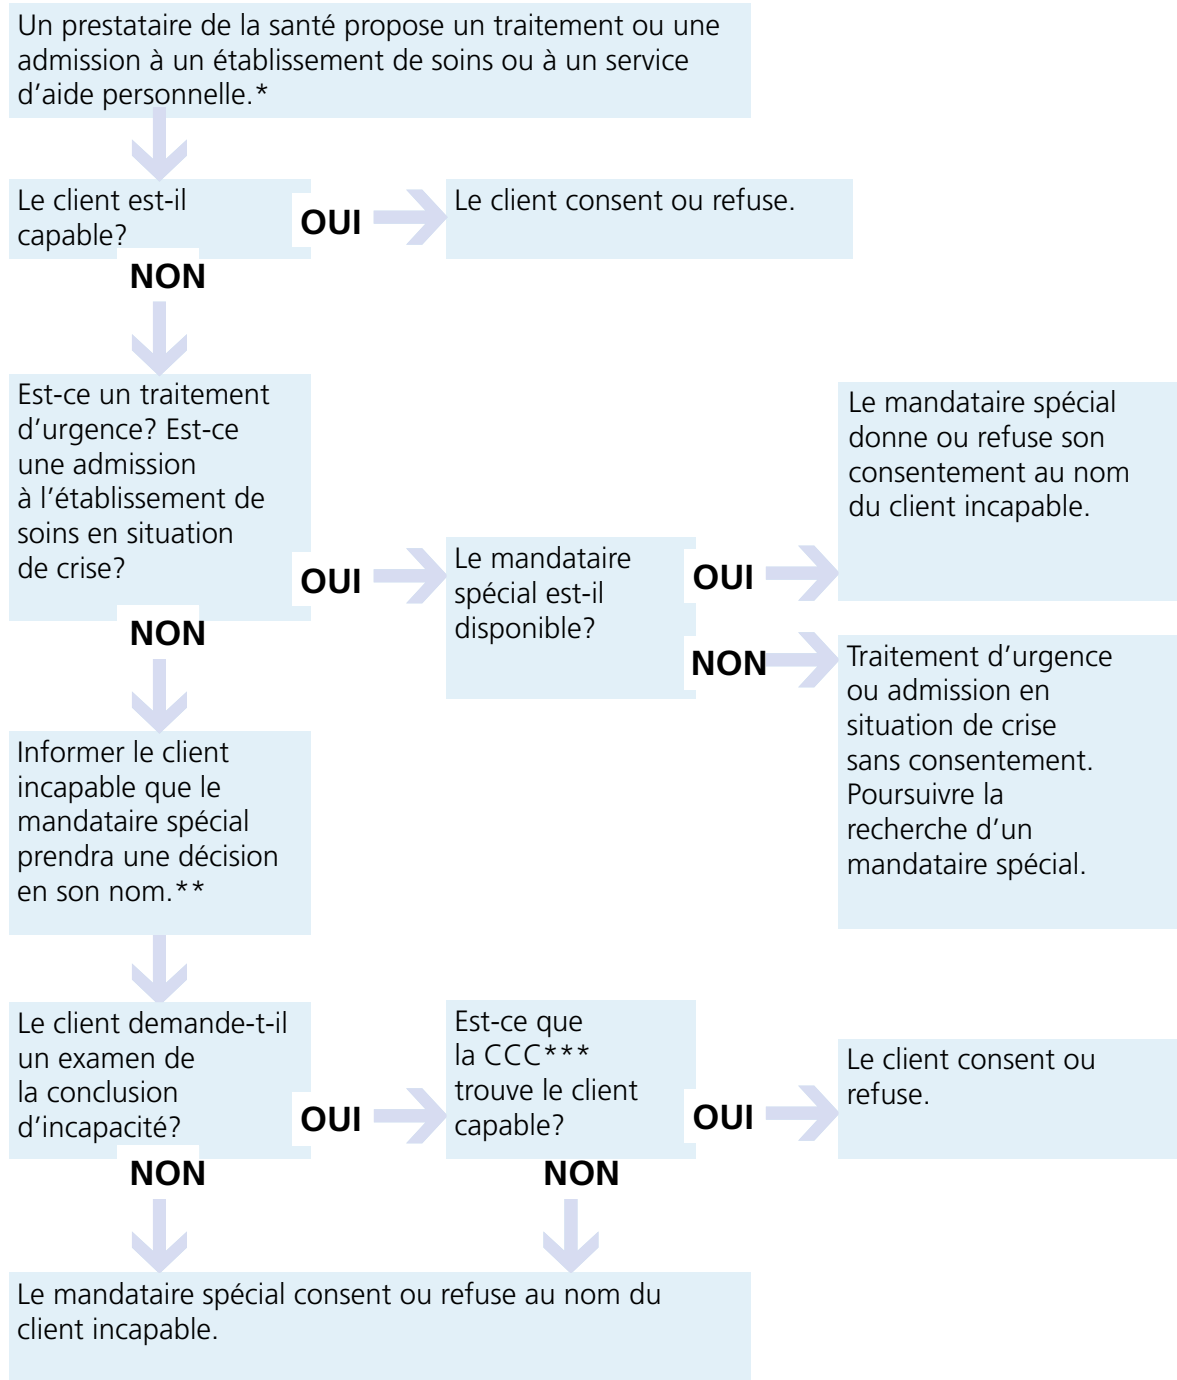 Un prestataire de la santé propose un traitement ou une
admission à un établissement de soins ou à un service
d'aide personnelle.*
Le client est-il
capable?
OUI
Le client consent ou refuse.
NON
Est-ce un traitement
d'urgence? Est-ce
une admission
à l'établissement de
soins en situation
de crise?
OUI
Le mandataire
spécial est-il
disponible?
OUI
Le mandataire spécial
donne ou refuse son
consentement au nom
du client incapable.
NON
Traitement d'urgence
ou admission en
situation de crise
sans consentement.
Poursuivre la
recherche d'un
mandataire spécial.
NON
Informer le client
incapable que le
mandataire spécial
prendra une décision
en son nom.**
Le client demande-t-il
un examen de
la conclusion
d'incapacité?
OUI
Est-ce que
la CCC***
trouve le client
capable?
OUI
Le client consent ou
refuse.
NON
NON
Le mandataire spécial consent ou refuse au nom du
client incapable.